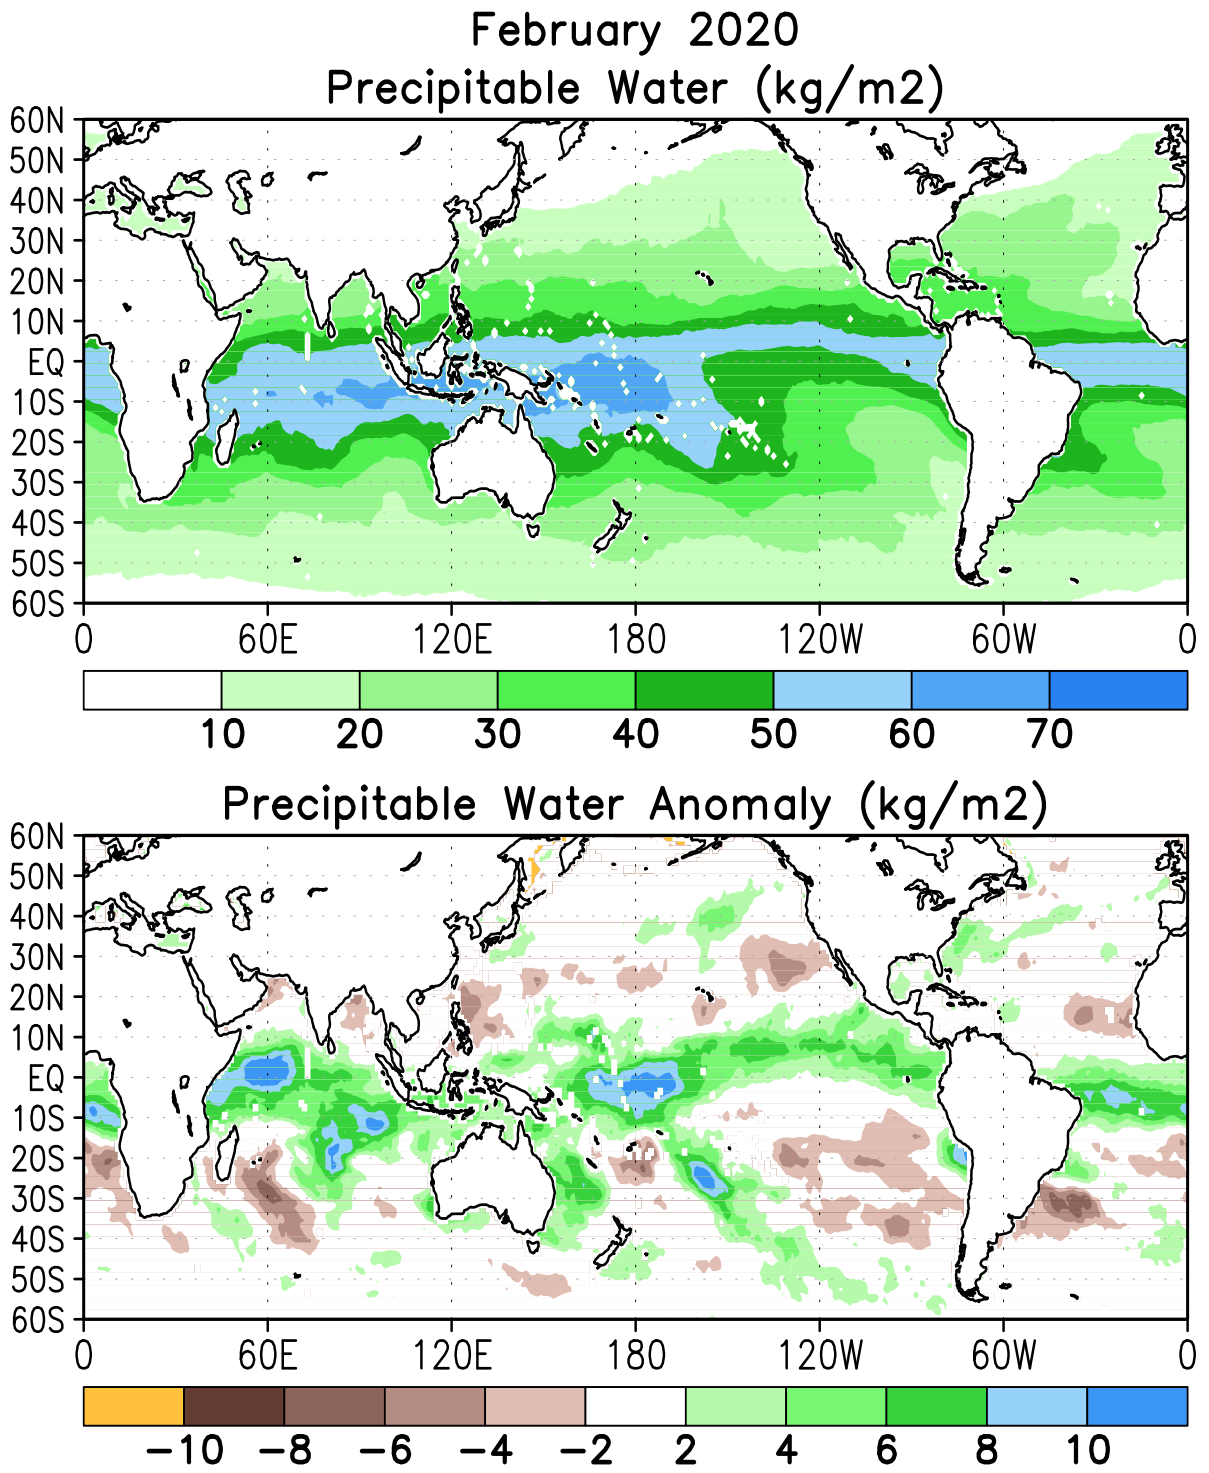 February 2020
Precipitable Water (kg/m2)
60N
50N
40N
30N
20N
10N
EQ
10S
20S
30S
40S
50S
60S
0 60E 120E 180 120W 60W 0
10 20 30 40 50 60 70
Precipitable Water Anomaly (kg/m2)
60N
50N
40N
30N
20N
10N
EQ
10S
20S
30S
40S
50S
60S
0 60E 120E 180 120W 60W 0
−10 −8 −6 −4 −2 2 4 6 8 10